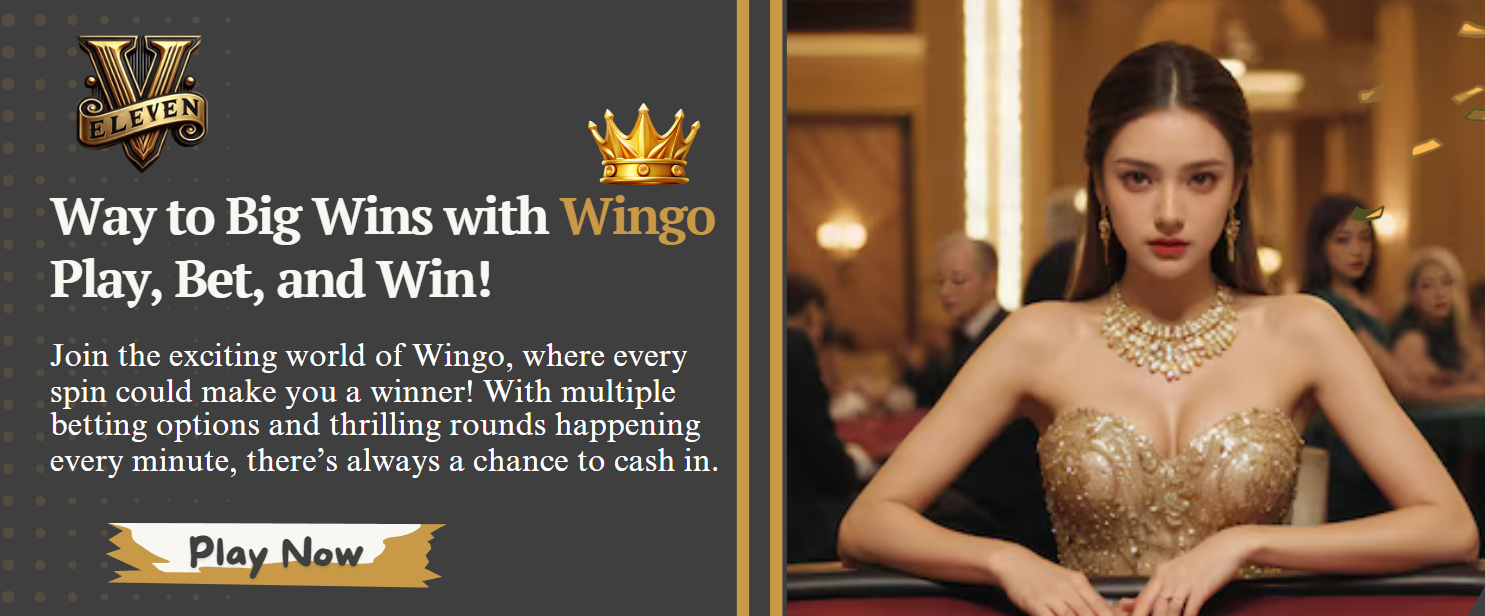 V
ELEVEN
Way to Big Wins with Wingo
Play, Bet, and Win!
Join the exciting world of Wingo, where every
spin could make you a winner! With multiple
betting options and thrilling rounds happening
every minute, there’s always a chance to cash in.
Play Now